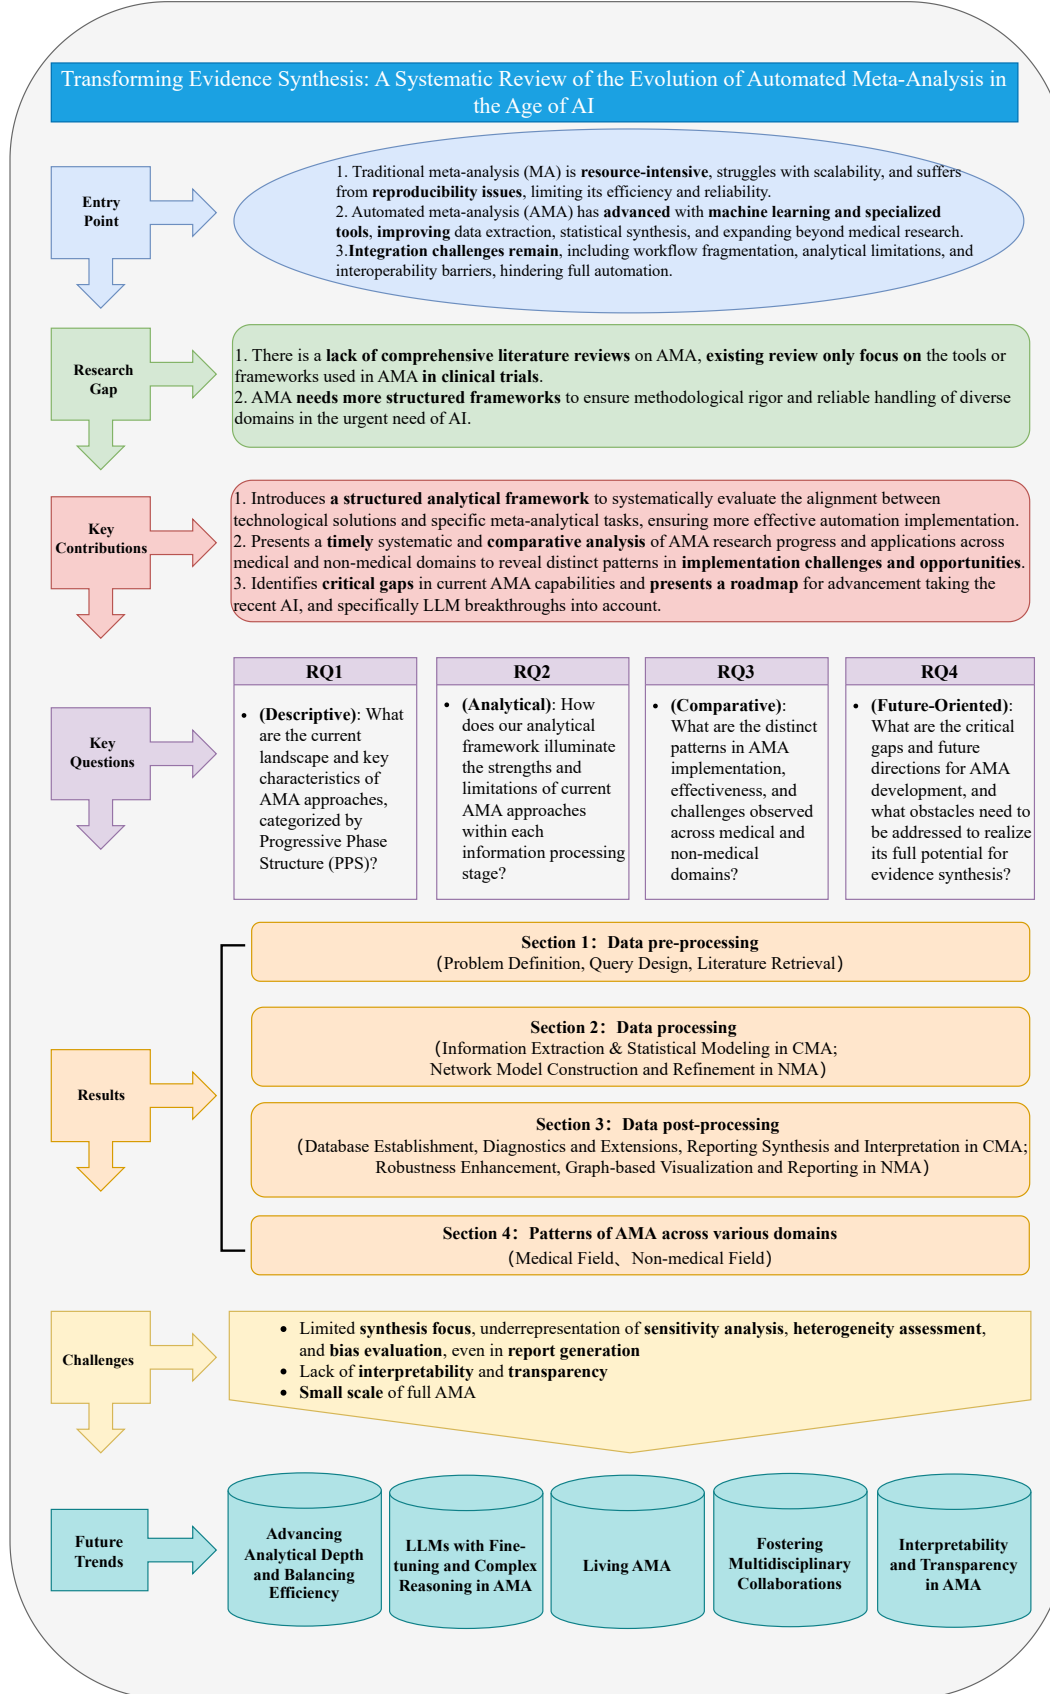 Transforming Evidence Synthesis: A Systematic Review of the Evolution of Automated Meta-Analysis in
the Age of AI
Entry
Point
1. Traditional meta-analysis (MA) is resource-intensive, struggles with scalability, and suffers
from reproducibility issues, limiting its efficiency and reliability.
2. Automated meta-analysis (AMA) has advanced with machine learning and specialized
tools, improving data extraction, statistical synthesis, and expanding beyond medical research.
3.Integration challenges remain, including workflow fragmentation, analytical limitations, and
interoperability barriers, hindering full automation.
Research
Gap
1. There is a lack of comprehensive literature reviews on AMA, existing review only focus on the tools or
frameworks used in AMA in clinical trials.
2. AMA needs more structured frameworks to ensure methodological rigor and reliable handling of diverse
domains in the urgent need of AI.
Key
Contributions
1. Introduces a structured analytical framework to systematically evaluate the alignment between
technological solutions and specific meta-analytical tasks, ensuring more effective automation implementation.
2. Presents a timely systematic and comparative analysis of AMA research progress and applications across
medical and non-medical domains to reveal distinct patterns in implementation challenges and opportunities.
3. Identifies critical gaps in current AMA capabilities and presents a roadmap for advancement taking the
recent AI, and specifically LLM breakthroughs into account.
Key
Questions
RQ1
• (Descriptive): What
are the current
landscape and key
characteristics of
AMA approaches,
categorized by
Progressive Phase
Structure (PPS)?
RQ2
• (Analytical): How
does our analytical
framework illuminate
the strengths and
limitations of current
AMA approaches
within each
information processing
stage?
RQ3
• (Comparative):
What are the distinct
patterns in AMA
implementation,
effectiveness, and
challenges observed
across medical and
non-medical
domains?
RQ4
• (Future-Oriented):
What are the critical
gaps and future
directions for AMA
development, and
what obstacles need to
be addressed to realize
its full potential for
evidence synthesis?
Results
Section 1：Data pre-processing
(Problem Definition, Query Design, Literature Retrieval)
Section 2：Data processing
(Information Extraction & Statistical Modeling in CMA;
Network Model Construction and Refinement in NMA)
Section 3：Data post-processing
(Database Establishment, Diagnostics and Extensions, Reporting Synthesis and Interpretation in CMA;
Robustness Enhancement, Graph-based Visualization and Reporting in NMA)
Section 4：Patterns of AMA across various domains
(Medical Field、Non-medical Field)
Challenges
• Limited synthesis focus, underrepresentation of sensitivity analysis, heterogeneity assessment,
and bias evaluation, even in report generation
• Lack of interpretability and transparency
• Small scale of full AMA
Future
Trends
Advancing
Analytical Depth
and Balancing
Efficiency
LLMs with Fine-
tuning and Complex
Reasoning in AMA
Living AMA
Fostering
Multidisciplinary
Collaborations
Interpretability
and Transparency
in AMA